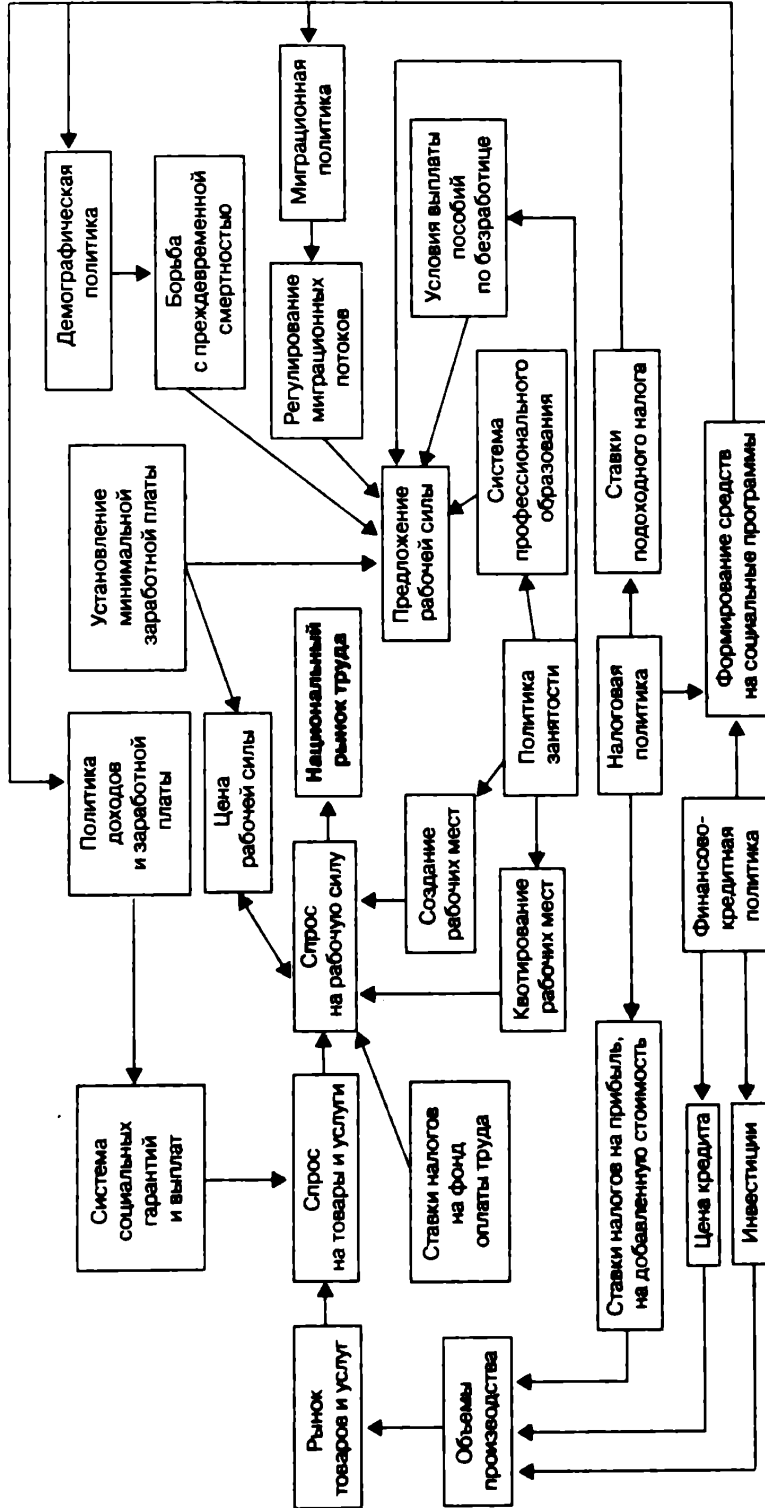 Демографическая
политика
Борьба
с преждевременной
смертностью
Миграционная
политика
Регулирование
миграционных
потоков
Условия выплаты
пособий
по безработице
Установление
минимальной
заработной платы
Предложение
рабочей силы
Система
профессионального
образования
Ставки
подоходного налога
Политика
доходов
и заработной
платы
Цена
рабочей силы
Национальный
рынок труда
Политика
занятости
Налоговая
политика
Формирование средств
на социальные программы
Спрос
на рабочую силу
Создание
рабочих мест
Квотирование
рабочих мест
Финансово-
кредитная
политика
Система
социальных
гарантий
и выплат
Спрос
на товары и услуги
Ставки налогов
на фонд
оплаты труда
Ставки налогов на прибыль,
на добавленную стоимость
Цена кредита
Инвестиции
Рынок
товаров и услуг
Объемы
производства